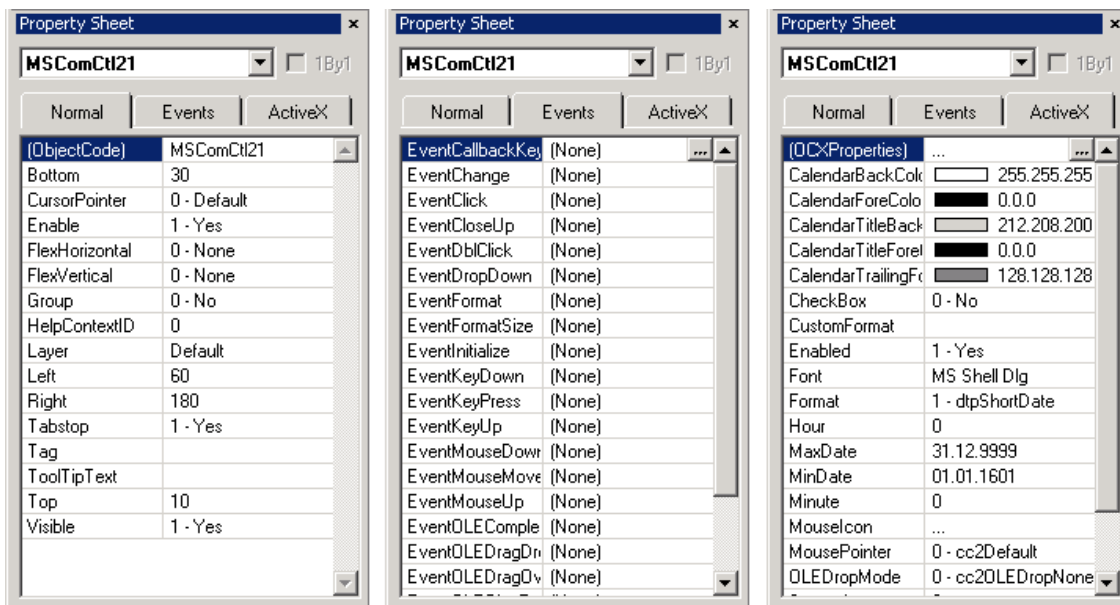 Property Sheet
MSComCtl21 1By1
Normal Events ActiveX
(ObjectCode) MSComCtl21
Bottom 30
CursorPointer 0 - Default
Enable 1 - Yes
FlexHorizontal 0 - None
FlexVertical 0 - None
Group 0 - No
HelpContextID 0
Layer Default
Left 60
Right 180
Tabstop 1 - Yes
Tag
ToolTipText
Top 10
Visible 1 - Yes
Property Sheet
MSComCtl21 1By1
Normal Events ActiveX
EventCallbackKey (None) ...
EventChange (None)
EventClick (None)
EventCloseUp (None)
EventDblClick (None)
EventDropDown (None)
EventFormat (None)
EventFormatSize (None)
EventInitialize (None)
EventKeyDown (None)
EventKeyPress (None)
EventKeyUp (None)
EventMouseDown (None)
EventMouseMove (None)
EventMouseUp (None)
EventOLEComple (None)
EventOLEDragDr (None)
EventOLEDragOv (None)
Property Sheet
MSComCtl21 1By1
Normal Events ActiveX
(OCXProperties) ... ...
CalendarBackColo 255.255.255
CalendarForeColo 0.0.0
CalendarTitleBack 212.208.200
CalendarTitleFore 0.0.0
CalendarTrailingFo 128.128.128
CheckBox 0 - No
CustomFormat
Enabled 1 - Yes
Font MS Shell Dlg
Format 1 - dtpShortDate
Hour 0
MaxDate 31.12.9999
MinDate 01.01.1601
Minute 0
MouseIcon ...
MousePointer 0 - cc2Default
OLEDropMode 0 - cc2OLEDropNone